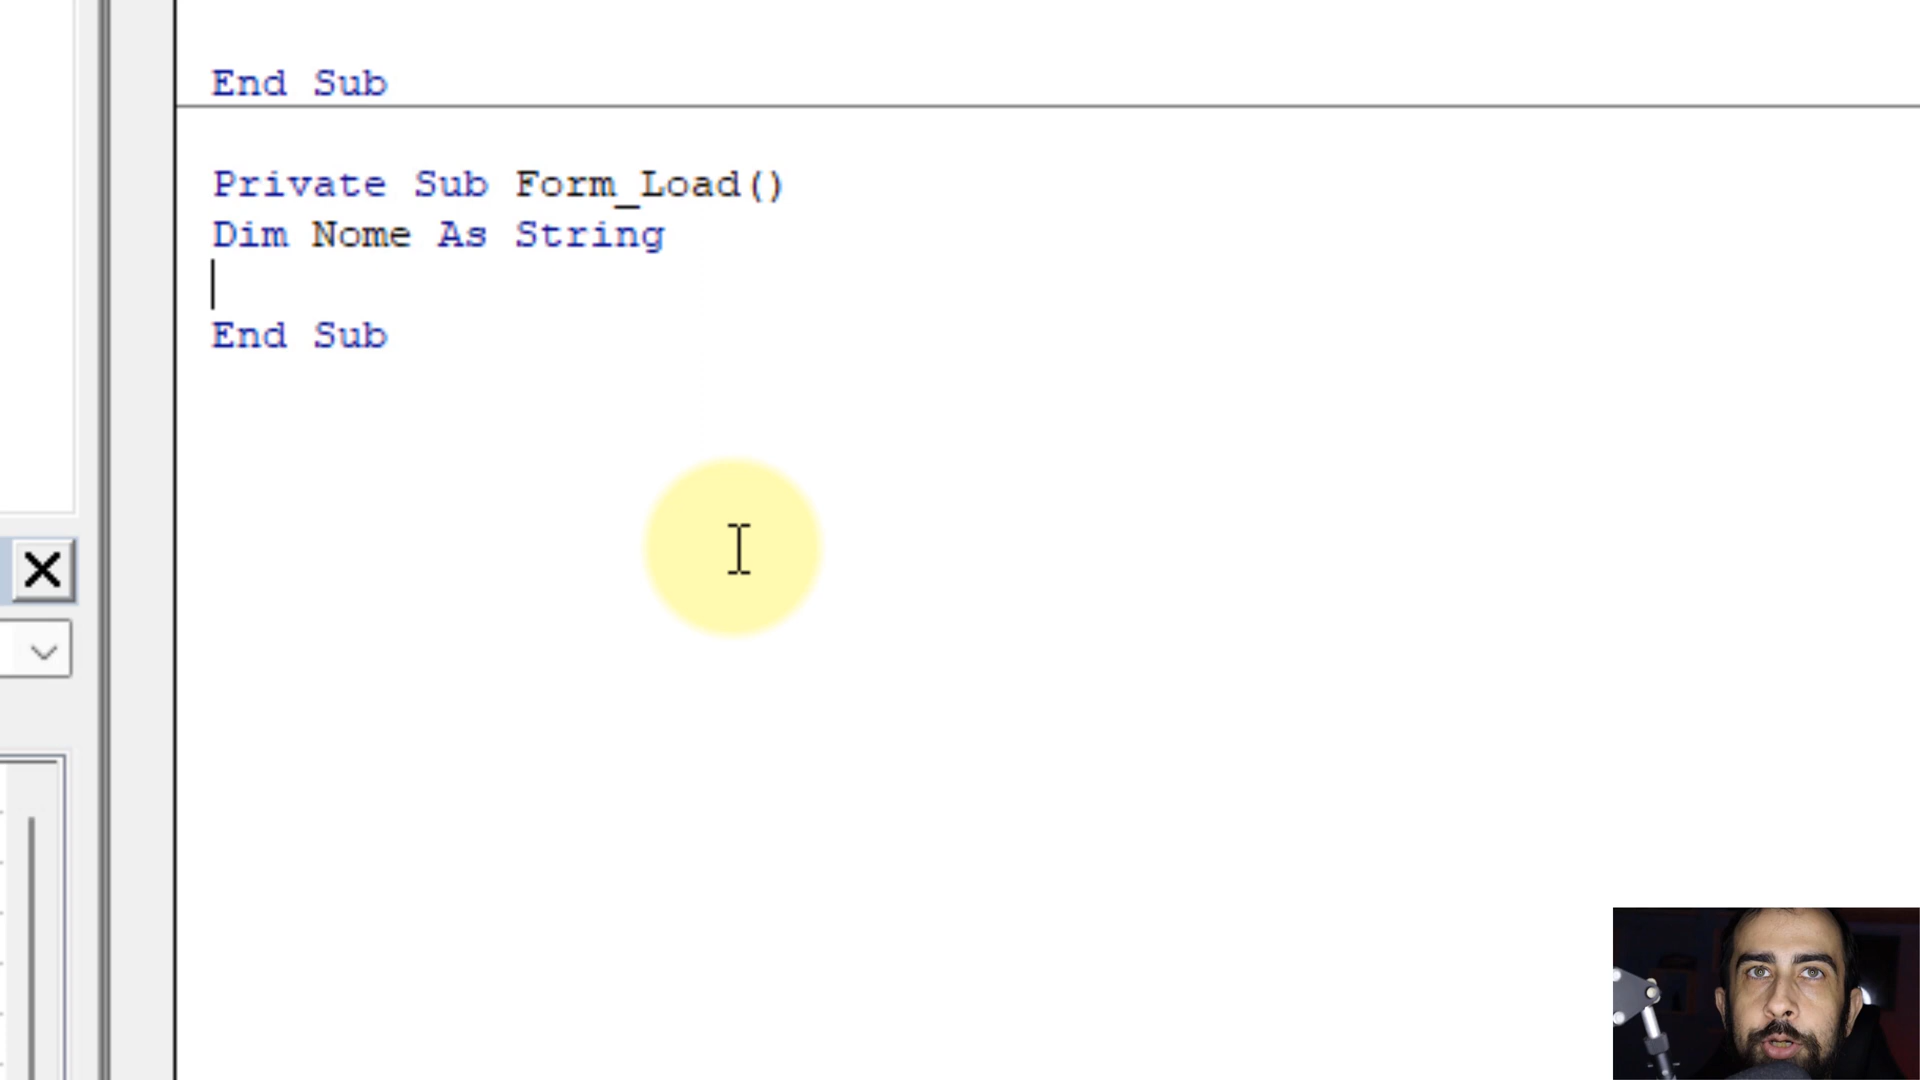 End Sub
Private Sub Form_Load()
Dim Nome As String
End Sub